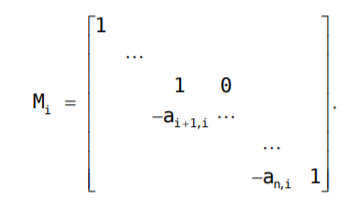 1
...
1 0
M_i =
−a_{i+1,i} ...
.
...
−a_{n,i} 1